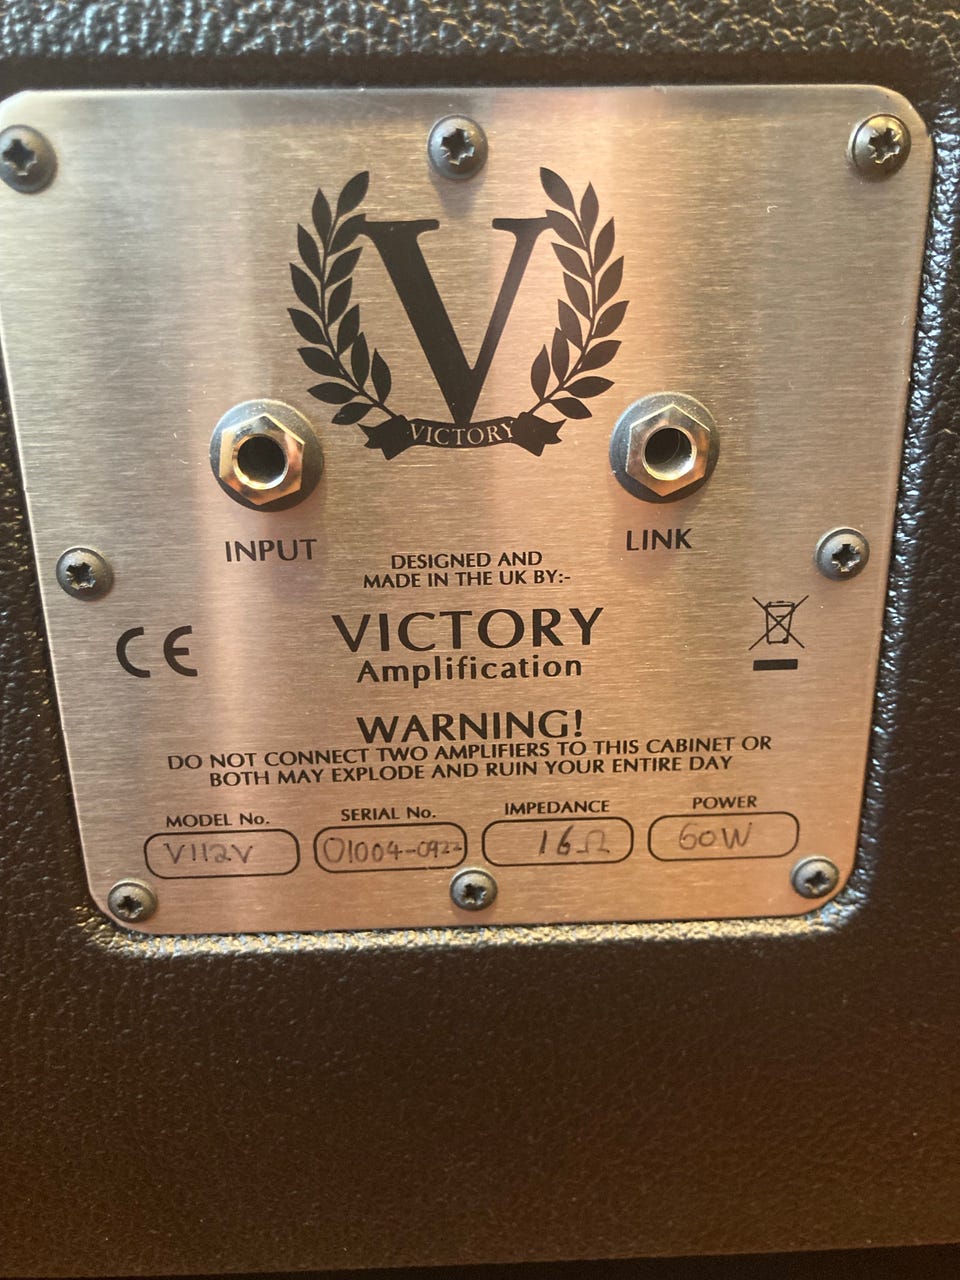 V
VICTORY
INPUT
LINK
DESIGNED AND
MADE IN THE UK BY:-
CE
VICTORY
Amplification
WARNING!
DO NOT CONNECT TWO AMPLIFIERS TO THIS CABINET OR
BOTH MAY EXPLODE AND RUIN YOUR ENTIRE DAY
MODEL No. SERIAL No. IMPEDANCE POWER
V112V 01004-0922 16Ω 60W